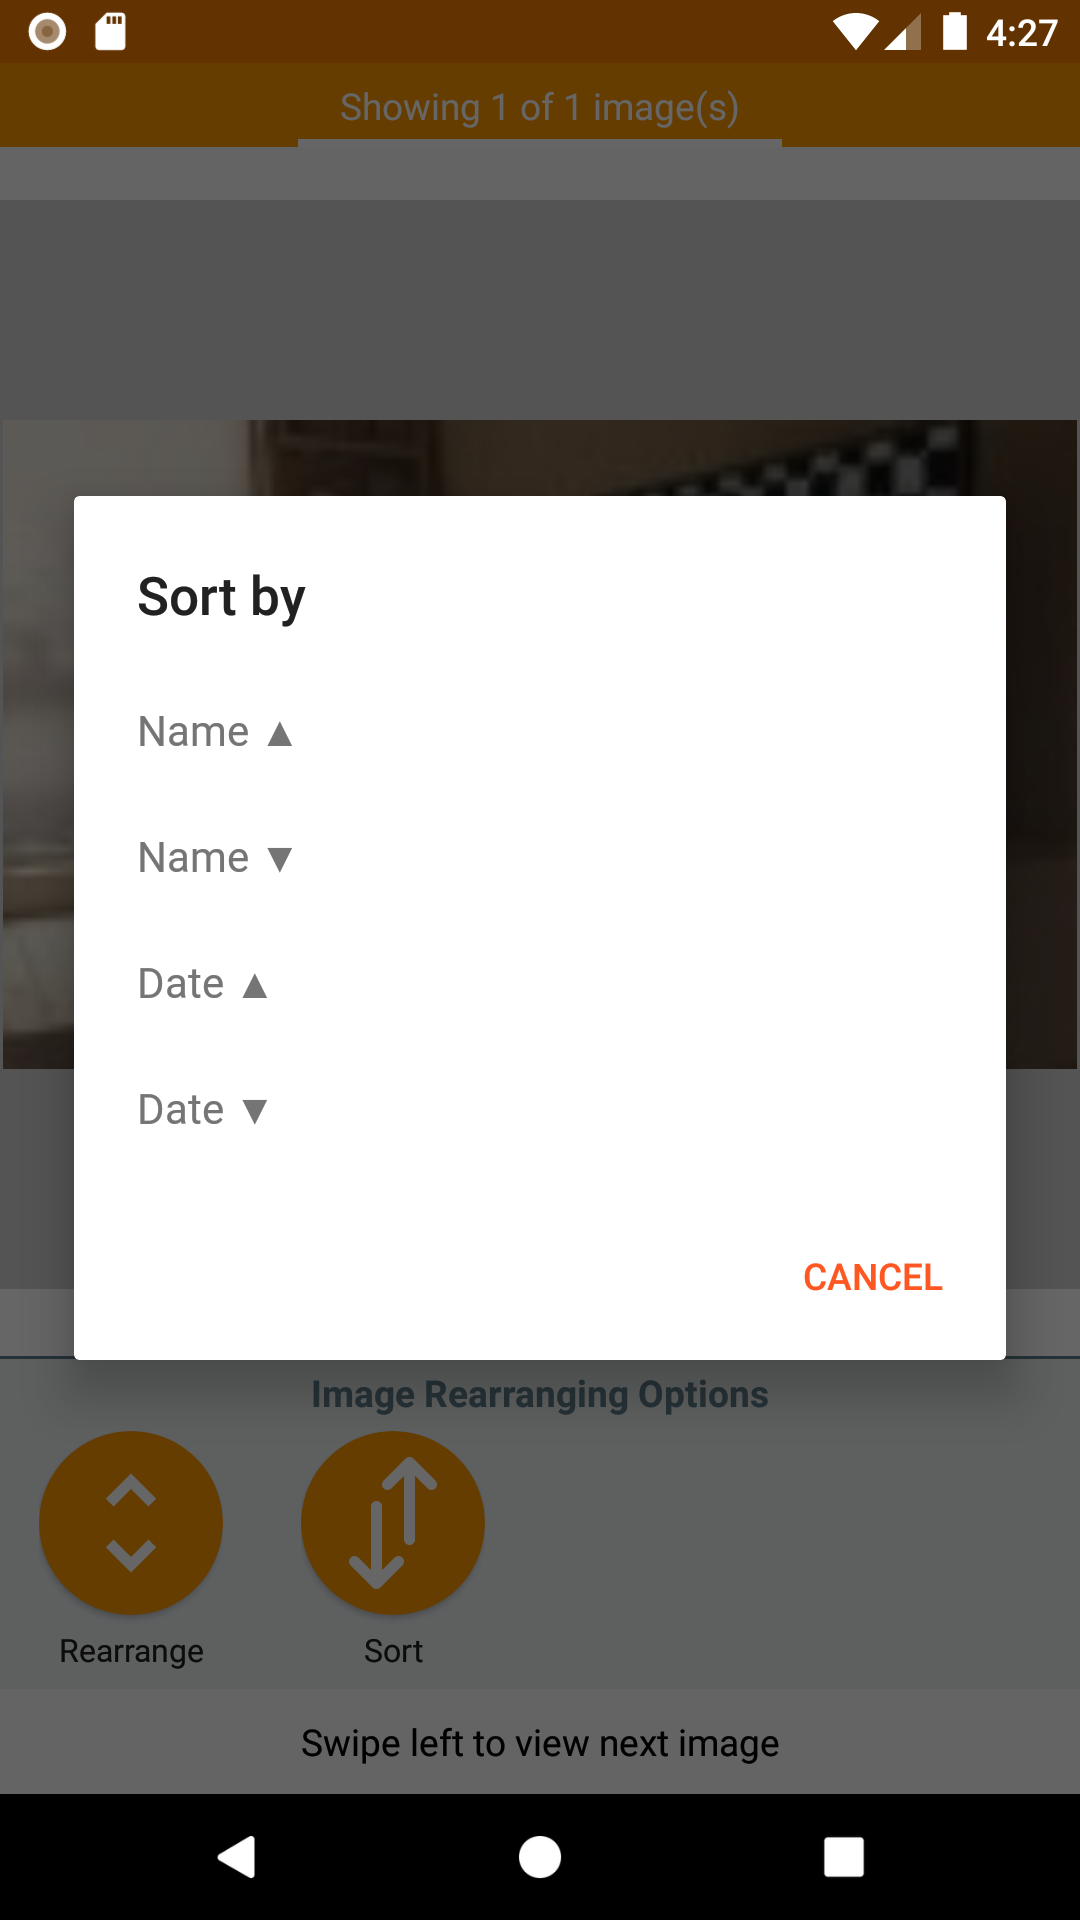 4:27
Showing 1 of 1 image(s)
Sort by
Name ▲
Name ▼
Date ▲
Date ▼
CANCEL
Image Rearranging Options
Rearrange
Sort
Swipe left to view next image